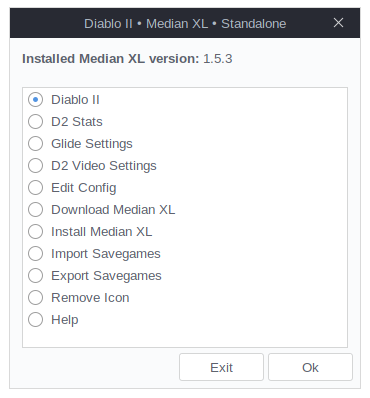 Diablo II • Median XL • Standalone
Installed Median XL version: 1.5.3
Diablo II
D2 Stats
Glide Settings
D2 Video Settings
Edit Config
Download Median XL
Install Median XL
Import Savegames
Export Savegames
Remove Icon
Help
Exit
Ok